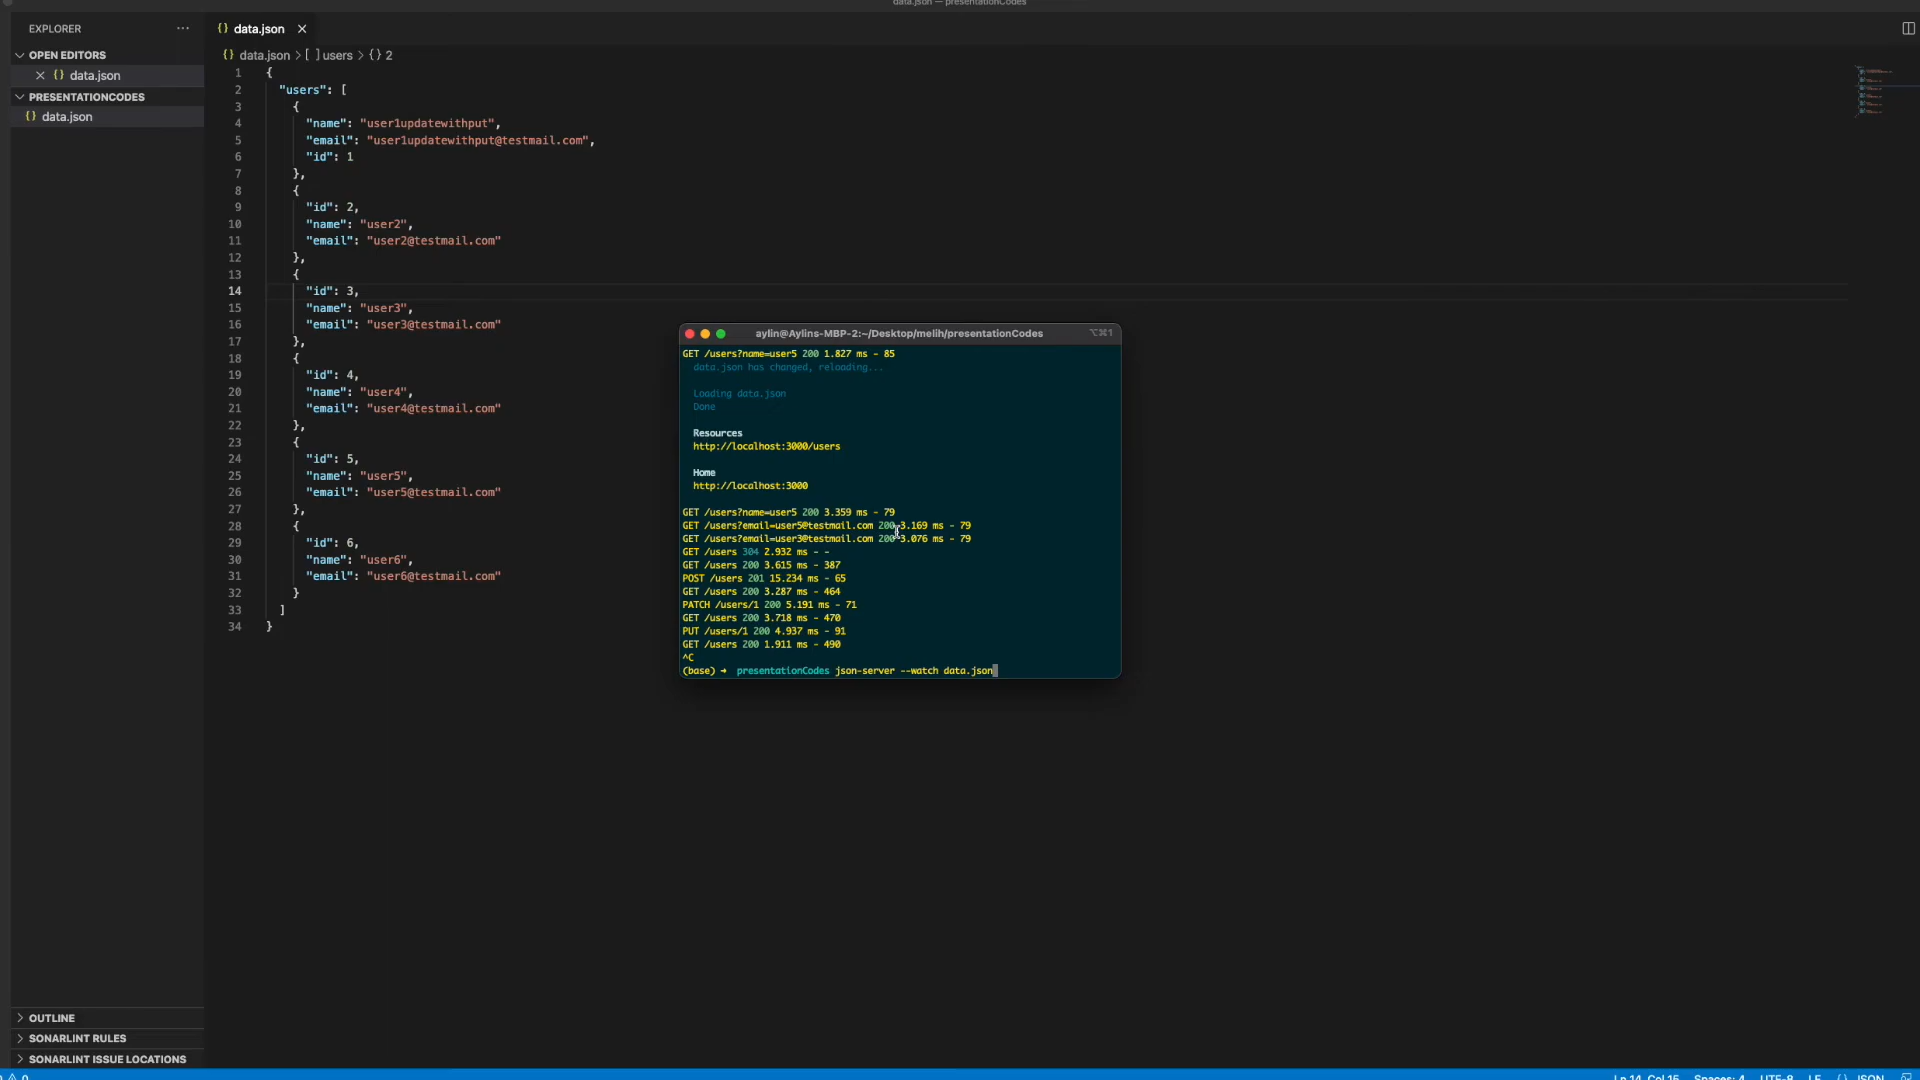 data.json — presentationCodes
EXPLORER
OPEN EDITORS
{} data.json
PRESENTATIONCODES
{} data.json
{} data.json
{} data.json > [ ] users > {} 2
1 {
2 "users": [
3 {
4 "name": "user1updatewithput",
5 "email": "user1updatewithput@testmail.com",
6 "id": 1
7 },
8 {
9 "id": 2,
10 "name": "user2",
11 "email": "user2@testmail.com"
12 },
13 {
14 "id": 3,
15 "name": "user3",
16 "email": "user3@testmail.com"
17 },
18 {
19 "id": 4,
20 "name": "user4",
21 "email": "user4@testmail.com"
22 },
23 {
24 "id": 5,
25 "name": "user5",
26 "email": "user5@testmail.com"
27 },
28 {
29 "id": 6,
30 "name": "user6",
31 "email": "user6@testmail.com"
32 }
33 ]
34 }
aylin@Aylins-MBP-2:~/Desktop/melih/presentationCodes ⌥⌘1
GET /users?name=user5 200 1.827 ms - 85
data.json has changed, reloading...
Loading data.json
Done
Resources
http://localhost:3000/users
Home
http://localhost:3000
GET /users?name=user5 200 3.359 ms - 79
GET /users?email=user5@testmail.com 200 3.169 ms - 79
GET /users?email=user3@testmail.com 200 3.076 ms - 79
GET /users 304 2.932 ms - -
GET /users 200 3.615 ms - 387
POST /users 201 15.234 ms - 65
GET /users 200 3.287 ms - 464
PATCH /users/1 200 5.191 ms - 71
GET /users 200 3.718 ms - 470
PUT /users/1 200 4.937 ms - 91
GET /users 200 1.911 ms - 490
^C
(base) ➜ presentationCodes json-server --watch data.json
OUTLINE
SONARLINT RULES
SONARLINT ISSUE LOCATIONS
0
Ln 14, Col 15 Spaces: 4 UTF-8 LF {} JSON